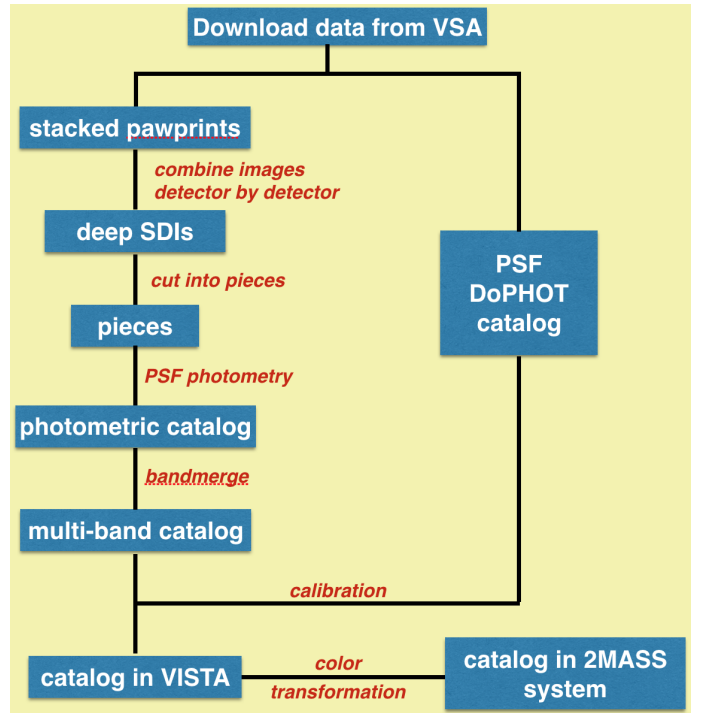 Download data from VSA
stacked pawprints
combine images
detector by detector
deep SDIs
cut into pieces
PSF
DoPHOT
catalog
pieces
PSF photometry
photometric catalog
bandmerge
multi-band catalog
calibration
catalog in VISTA
color
transformation
catalog in 2MASS
system